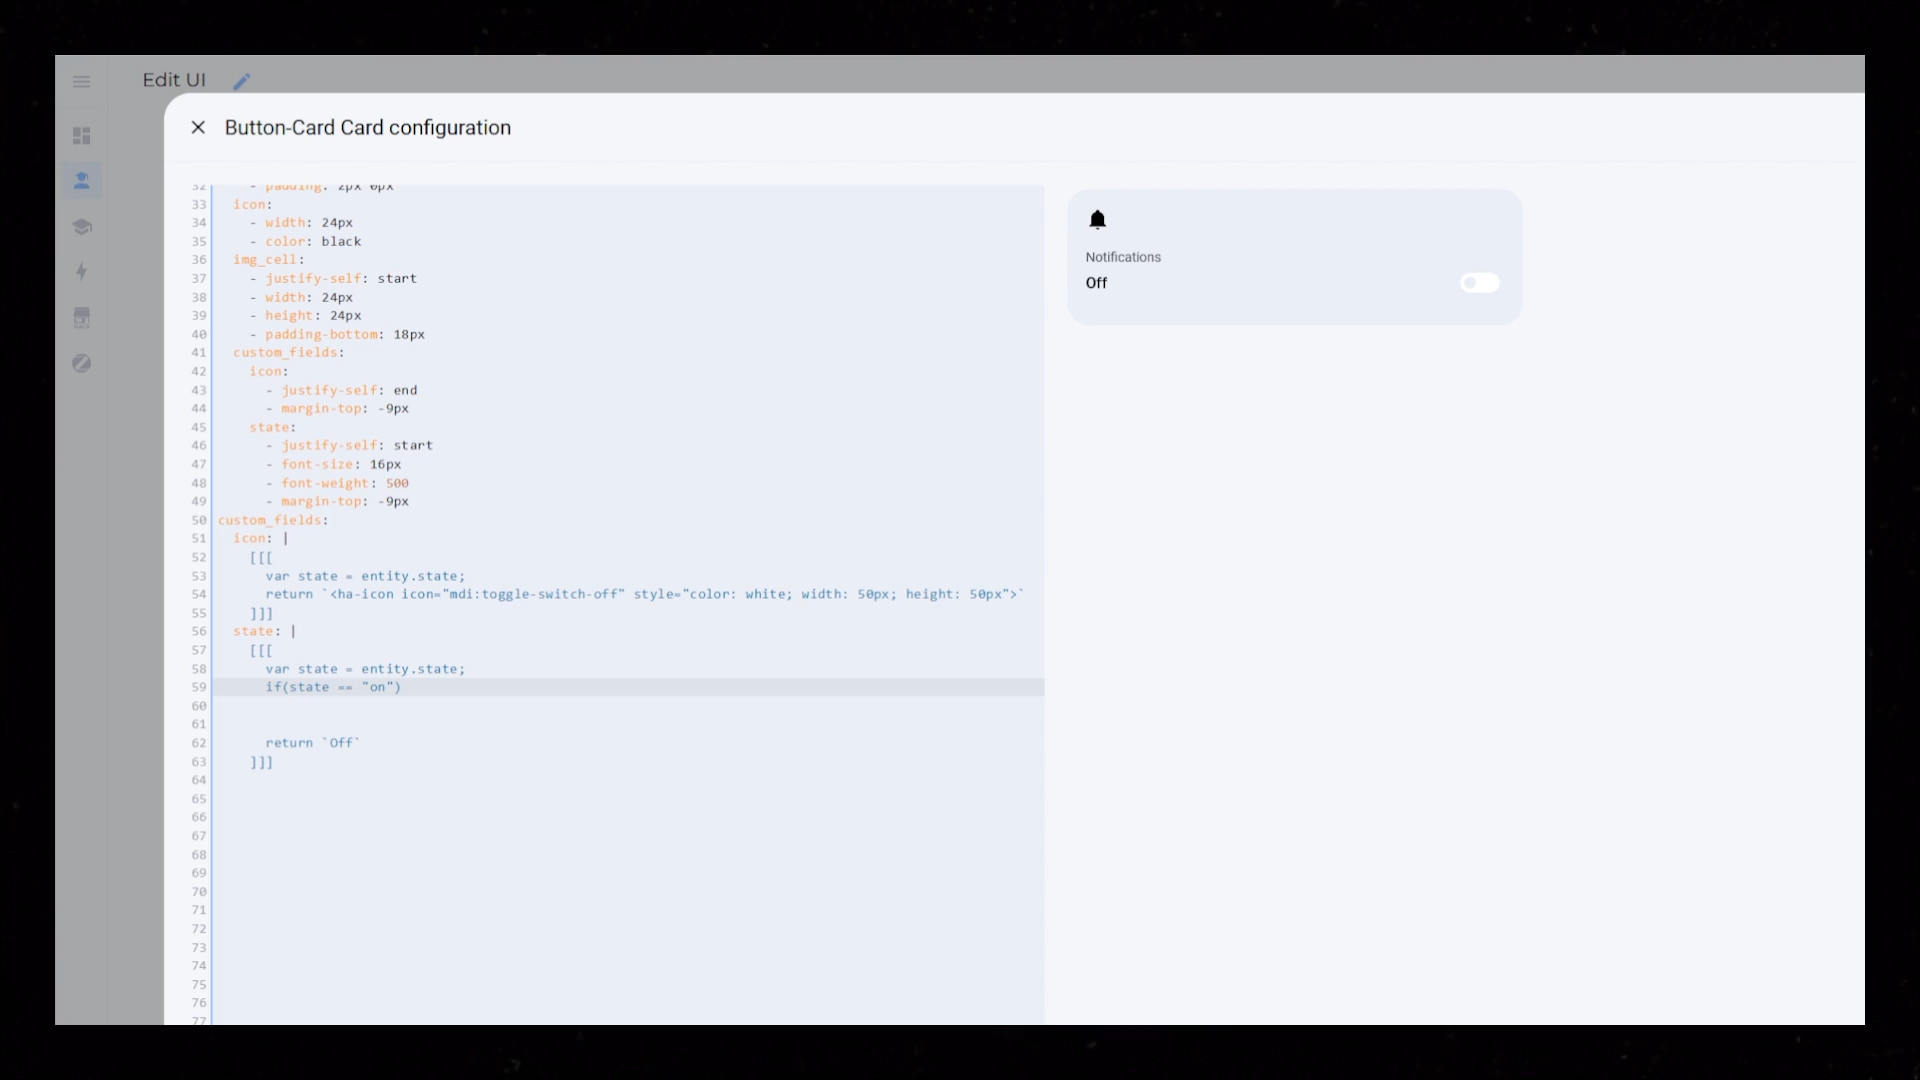 Edit UI
Button-Card Card configuration
32 - padding: 2px 0px
33 icon:
34 - width: 24px
35 - color: black
36 img_cell:
37 - justify-self: start
38 - width: 24px
39 - height: 24px
40 - padding-bottom: 18px
41 custom_fields:
42 icon:
43 - justify-self: end
44 - margin-top: -9px
45 state:
46 - justify-self: start
47 - font-size: 16px
48 - font-weight: 500
49 - margin-top: -9px
50 custom_fields:
51 icon: |
52 [[[
53 var state = entity.state;
54 return `<ha-icon icon="mdi:toggle-switch-off" style="color: white; width: 50px; height: 50px">`
55 ]]]
56 state: |
57 [[[
58 var state = entity.state;
59 if(state == "on")
60
61
62 return `Off`
63 ]]]
64
65
66
67
68
69
70
71
72
73
74
75
76
77
Notifications
Off